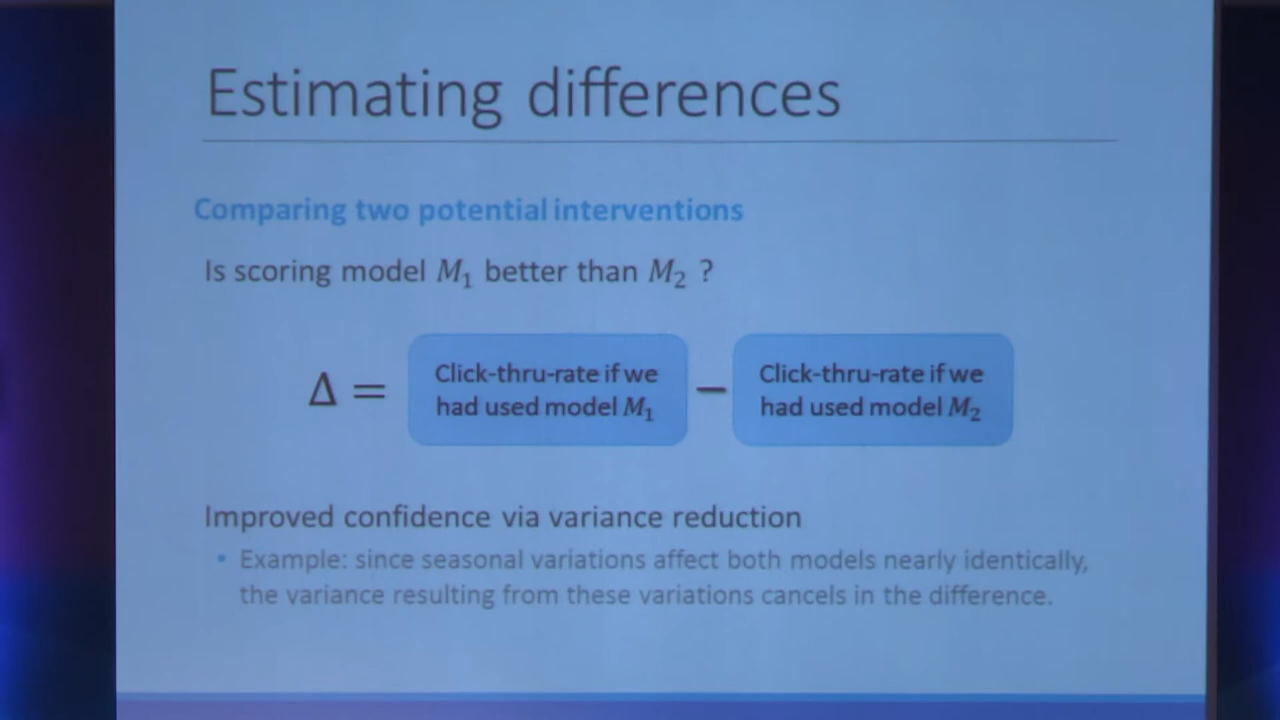 Estimating differences
Comparing two potential interventions
Is scoring model M₁ better than M₂ ?
Δ = Click-thru-rate if we had used model M₁ − Click-thru-rate if we had used model M₂
Improved confidence via variance reduction
• Example: since seasonal variations affect both models nearly identically,
the variance resulting from these variations cancels in the difference.